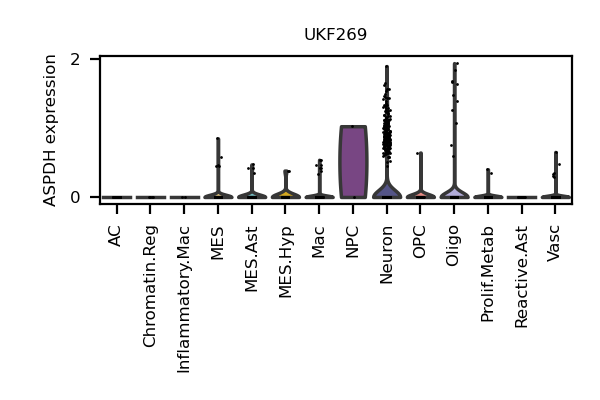 UKF269
ASPDH expression
2
0
AC
Chromatin.Reg
Inflammatory.Mac
MES
MES.Ast
MES.Hyp
Mac
NPC
Neuron
OPC
Oligo
Prolif.Metab
Reactive.Ast
Vasc